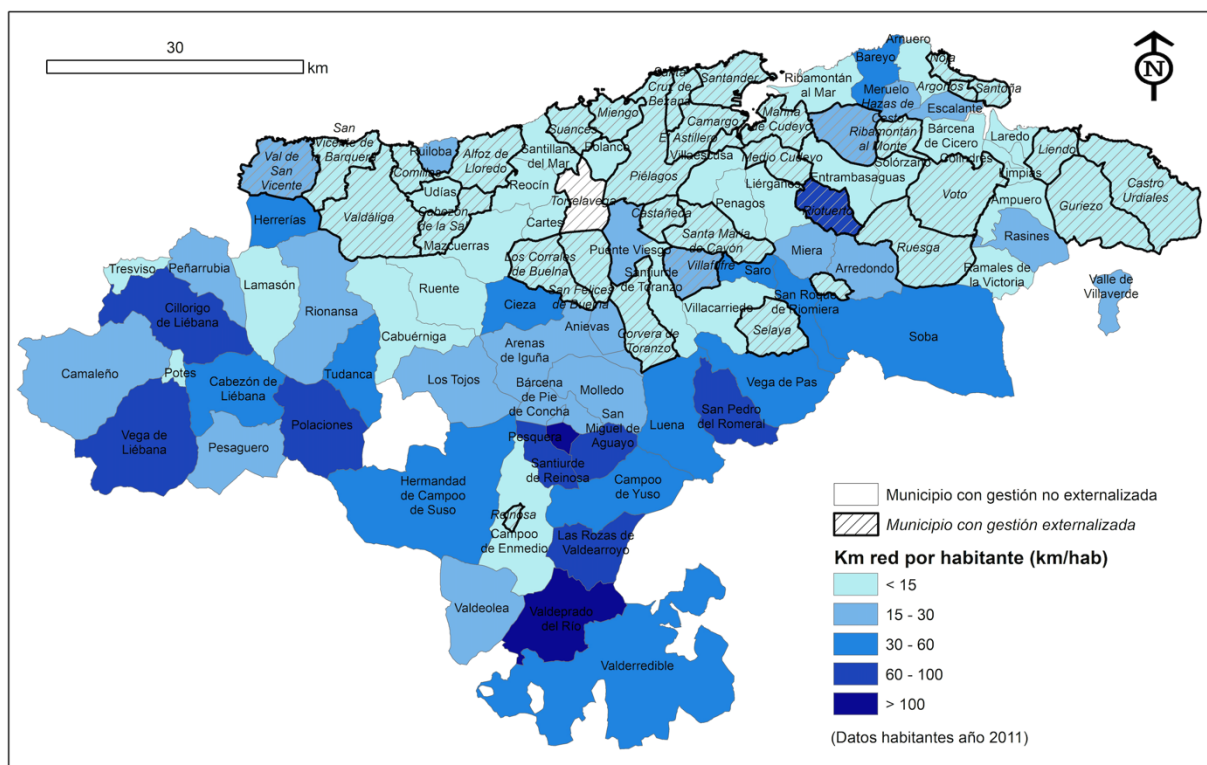 30
km
N
Arnuero
Bareyo
Noja
Santa
Cruz de
Bezana
Santander
Ribamontán
al Mar
Meruelo
Argoños
Santoña
Hazas de
Cesto
Escalante
Miengo
Camargo
Marina
de Cudeyo
Suances
Polanco
El Astillero
Ribamontán
al Monte
Bárcena
de Cicero
Laredo
San
Vicente de
la Barquera
Val de
San
Vicente
Ruiloba
Comillas
Alfoz de
Lloredo
Santillana
del Mar
Villaescusa
Medio Cudeyo
Solórzano
Colindres
Liendo
Limpias
Castro
Urdiales
Udías
Reocín
Piélagos
Liérganes
Entrambasaguas
Voto
Guriezo
Valdáliga
Cabezón
de la Sal
Torrelavega
Penagos
Riotuerto
Ampuero
Herrerías
Cartes
Castañeda
Santa María
de Cayón
Mazcuerras
Puente Viesgo
Miera
Ruesga
Rasines
Los Corrales
de Buelna
Villafufre
Saro
Arredondo
Ramales de
la Victoria
Tresviso
Peñarrubia
Lamasón
Rionansa
Ruente
Cieza
San Felices
de Buelna
Santiurde
de Toranzo
Villacarriedo
San Roque
de Riomiera
Valle de
Villaverde
Cillorigo
de Liébana
Cabuérniga
Anievas
Corvera de
Toranzo
Selaya
Soba
Camaleño
Potes
Cabezón de
Liébana
Tudanca
Los Tojos
Arenas
de Iguña
Bárcena
de Pie
de Concha
Molledo
Vega de Pas
Vega de
Liébana
Pesaguero
Polaciones
San
Miguel de
Aguayo
Luena
San Pedro
del Romeral
Pesquera
Santiurde
de Reinosa
Hermandad
de Campoo
de Suso
Campoo
de Yuso
Reinosa
Campoo
de Enmedio
Las Rozas de
Valdearroyo
Valdeolea
Valdeprado
del Río
Valderredible
Municipio con gestión no externalizada
Municipio con gestión externalizada
Km red por habitante (km/hab)
< 15
15 - 30
30 - 60
60 - 100
> 100
(Datos habitantes año 2011)